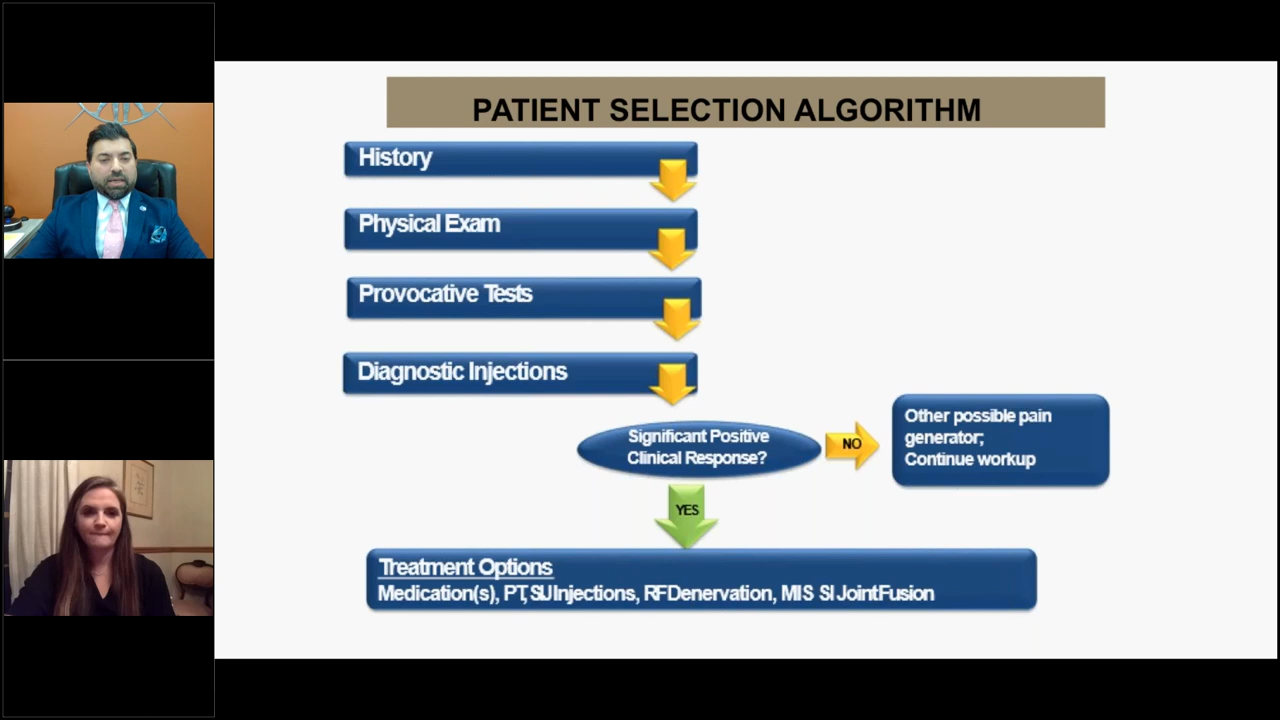 PATIENT SELECTION ALGORITHM
History
Physical Exam
Provocative Tests
Diagnostic Injections
Significant Positive
Clinical Response?
NO
Other possible pain
generator;
Continue workup
YES
Treatment Options
Medication(s), PT, SIJ Injections, RF Denervation, MIS SI Joint Fusion